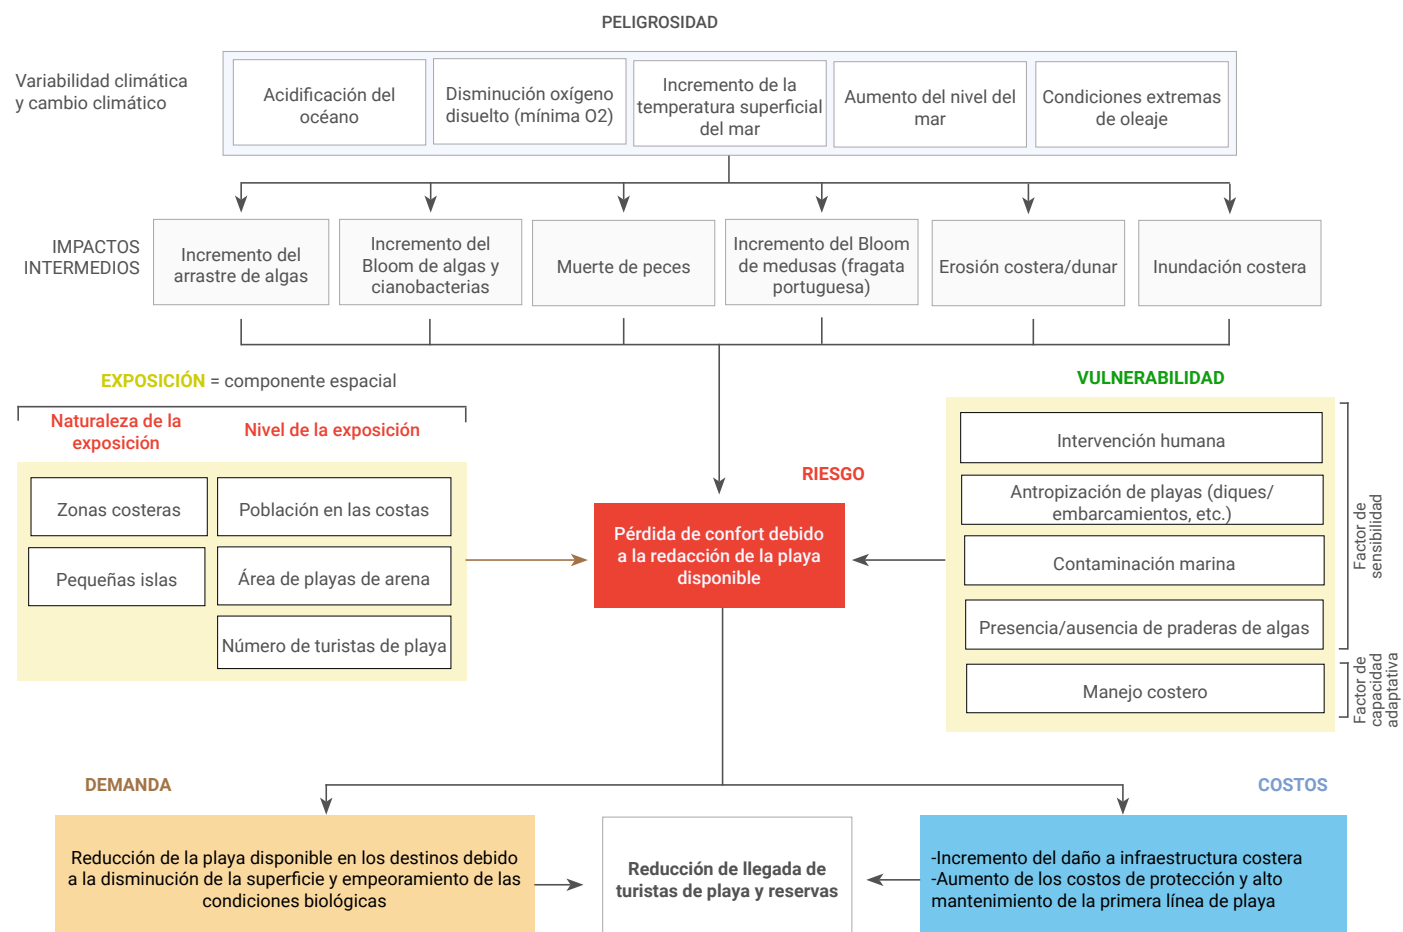 PELIGROSIDAD
Variabilidad climática
y cambio climático
Acidificación del
océano
Disminución oxígeno
disuelto (mínima O2)
Incremento de la
temperatura superficial
del mar
Aumento del nivel del
mar
Condiciones extremas
de oleaje
IMPACTOS
INTERMEDIOS
Incremento del
arrastre de algas
Incremento del
Bloom de algas y
cianobacterias
Muerte de peces
Incremento del Bloom
de medusas (fragata
portuguesa)
Erosión costera/dunar
Inundación costera
EXPOSICIÓN = componente espacial
Naturaleza de la
exposición
Nivel de la exposición
Zonas costeras
Pequeñas islas
Población en las costas
Área de playas de arena
Número de turistas de playa
RIESGO
Pérdida de confort debido
a la redacción de la playa
disponible
VULNERABILIDAD
Intervención humana
Antropización de playas (diques/
embarcamientos, etc.)
Contaminación marina
Presencia/ausencia de praderas de algas
Manejo costero
Factor de
sensibilidad
Factor de
capacidad
adaptativa
DEMANDA
Reducción de la playa disponible en los destinos debido
a la disminución de la superficie y empeoramiento de las
condiciones biológicas
Reducción de llegada de
turistas de playa y reservas
COSTOS
-Incremento del daño a infraestructura costera
-Aumento de los costos de protección y alto
mantenimiento de la primera línea de playa